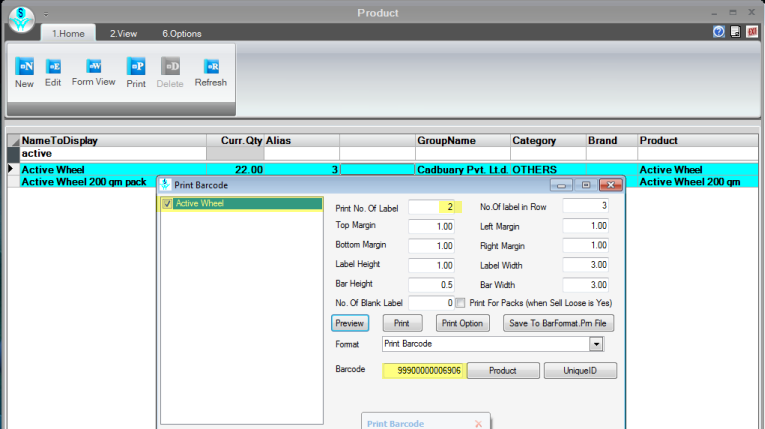 Product
1.Home 2.View 6.Options
N E W P D R
New Edit Form View Print Delete Refresh
NameToDisplay Curr.Qty Alias GroupName Category Brand Product
active
Active Wheel 22.00 3 Cadbuary Pvt. Lt.d. OTHERS Active Wheel
Active Wheel 200 qm pack Active Wheel 200 qm
Print Barcode
Active Wheel
Print No. Of Label 2 No.Of label in Row 3
Top Margin 1.00 Left Margin 1.00
Bottom Margin 1.00 Right Margin 1.00
Label Height 1.00 Label Width 3.00
Bar Height 0.5 Bar Width 3.00
No. Of Blank Label 0 Print For Packs (when Sell Loose is Yes)
Preview Print Print Option Save To BarFomat.Prn File
Format Print Barcode
Barcode 99900000006906 Product UniqueID
Print Barcode